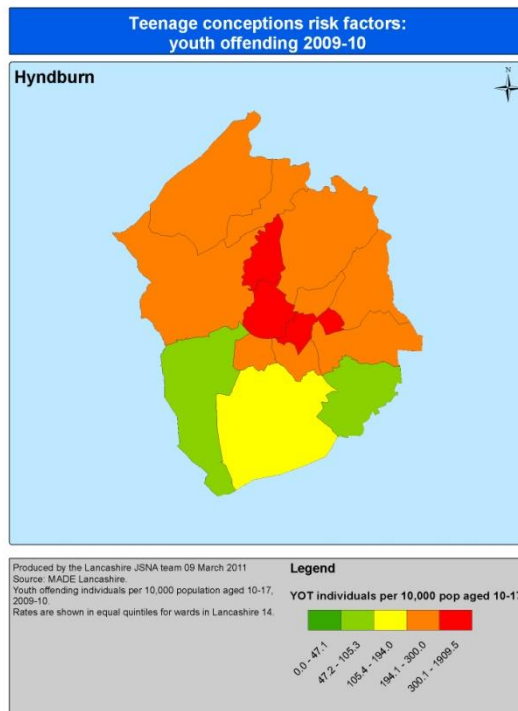 Teenage conceptions risk factors:
youth offending 2009-10
Hyndburn
N
Produced by the Lancashire JSNA team 09 March 2011
Source: MADE Lancashire.
Youth offending individuals per 10,000 population aged 10-17,
2009-10.
Rates are shown in equal quintiles for wards in Lancashire 14.
Legend
YOT individuals per 10,000 pop aged 10-17
0.0 - 47.1
47.2 - 105.3
105.4 - 194.0
194.1 - 300.0
300.1 - 1909.5